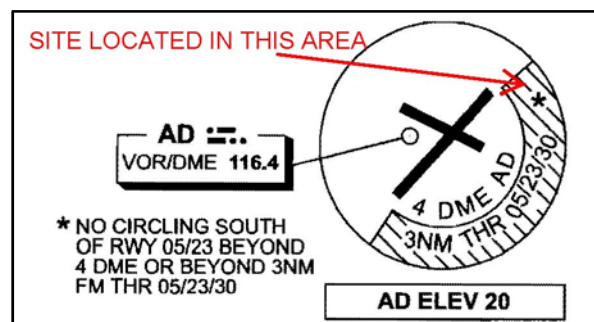 SITE LOCATED IN THIS AREA
AD
VOR/DME 116.4
* NO CIRCLING SOUTH
OF RWY 05/23 BEYOND
4 DME OR BEYOND 3NM
FM THR 05/23/30
*
4 DME AD
3NM THR 05/23/30
AD ELEV 20